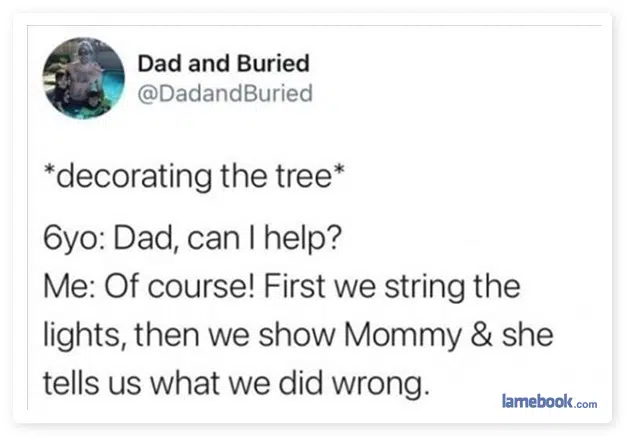 Dad and Buried
@DadandBuried
*decorating the tree*
6yo: Dad, can I help?
Me: Of course! First we string the
lights, then we show Mommy & she
tells us what we did wrong.
lamebook.com